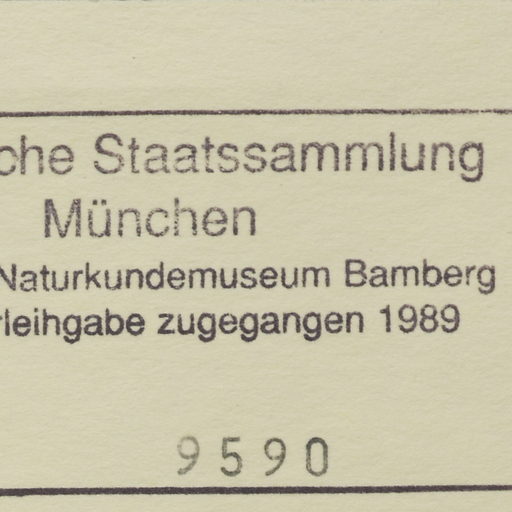 che Staatssammlung
München
Naturkundemuseum Bamberg
rleihgabe zugegangen 1989
9590